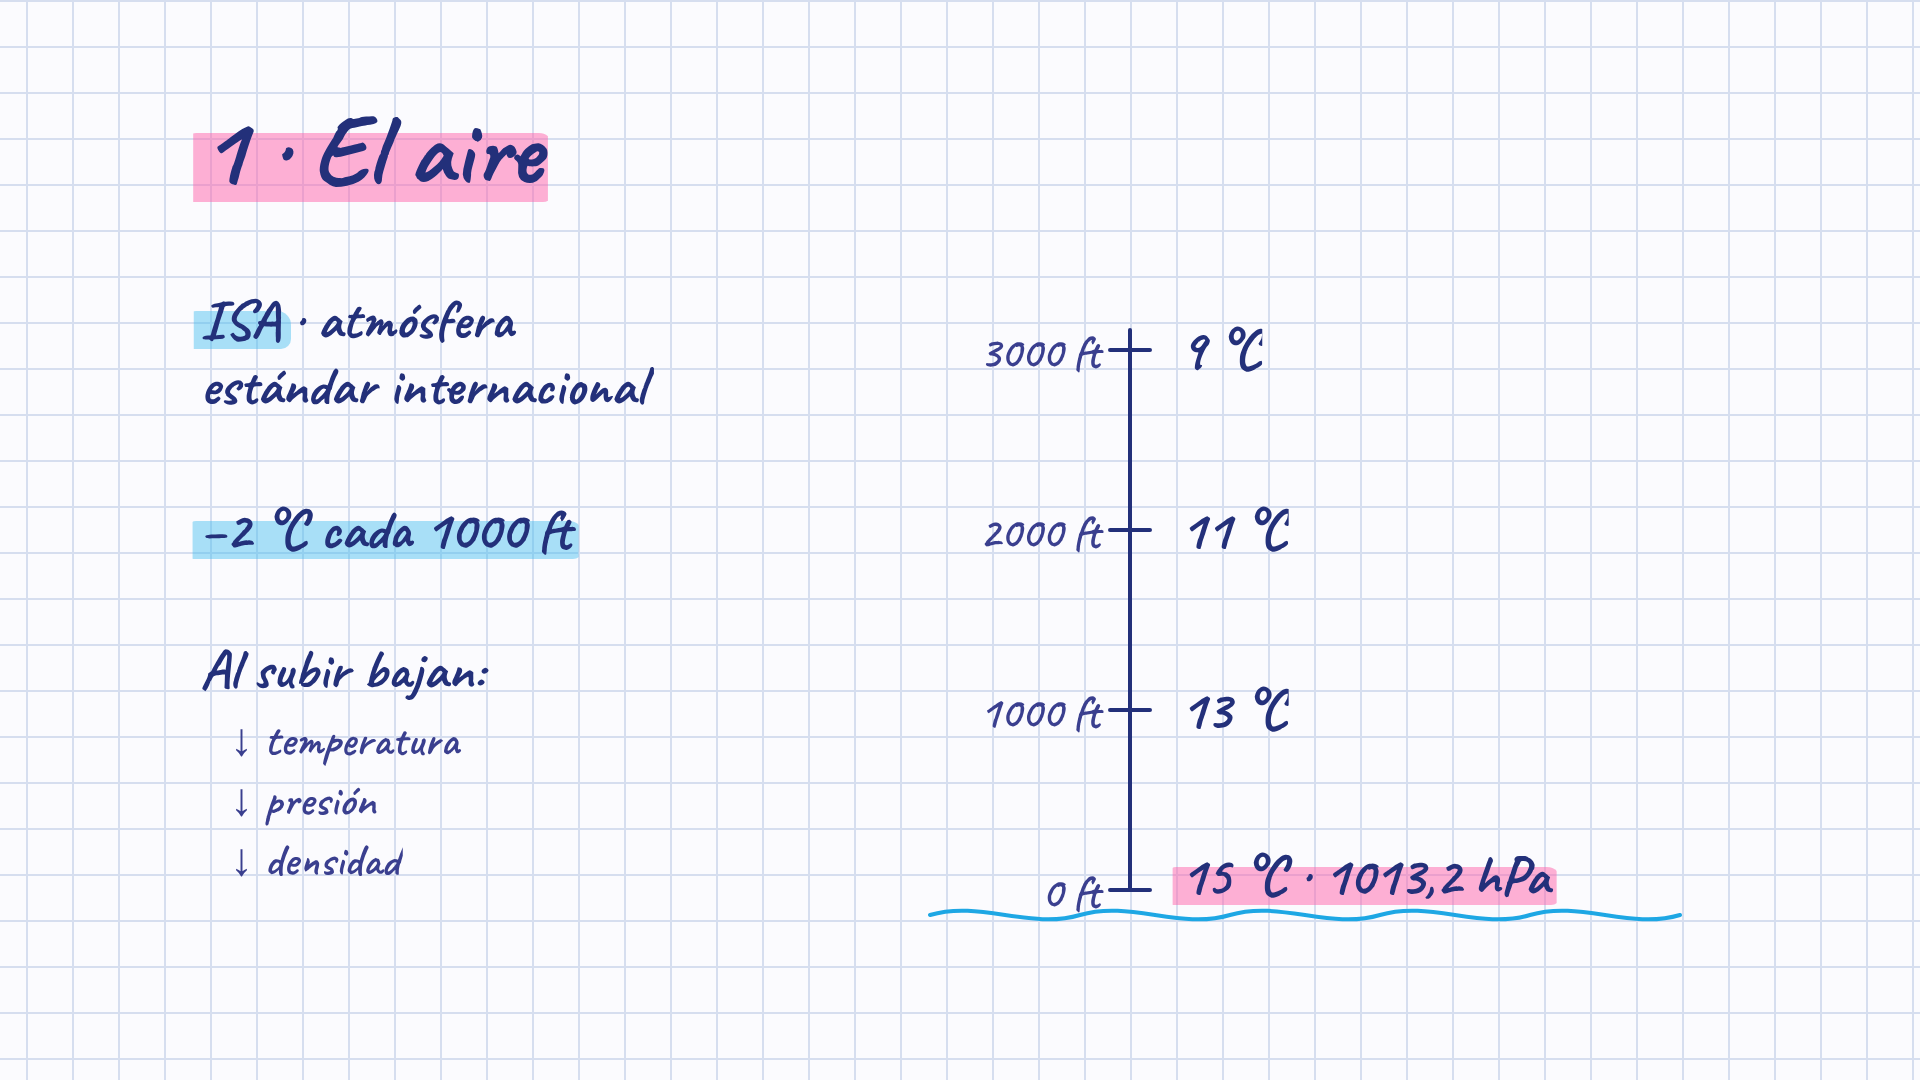 1 · El aire
ISA · atmósfera
estándar internacional
−2 °C cada 1000 ft
Al subir bajan:
↓ temperatura
↓ presión
↓ densidad
3000 ft 9 °C
2000 ft 11 °C
1000 ft 13 °C
0 ft 15 °C · 1013,2 hPa